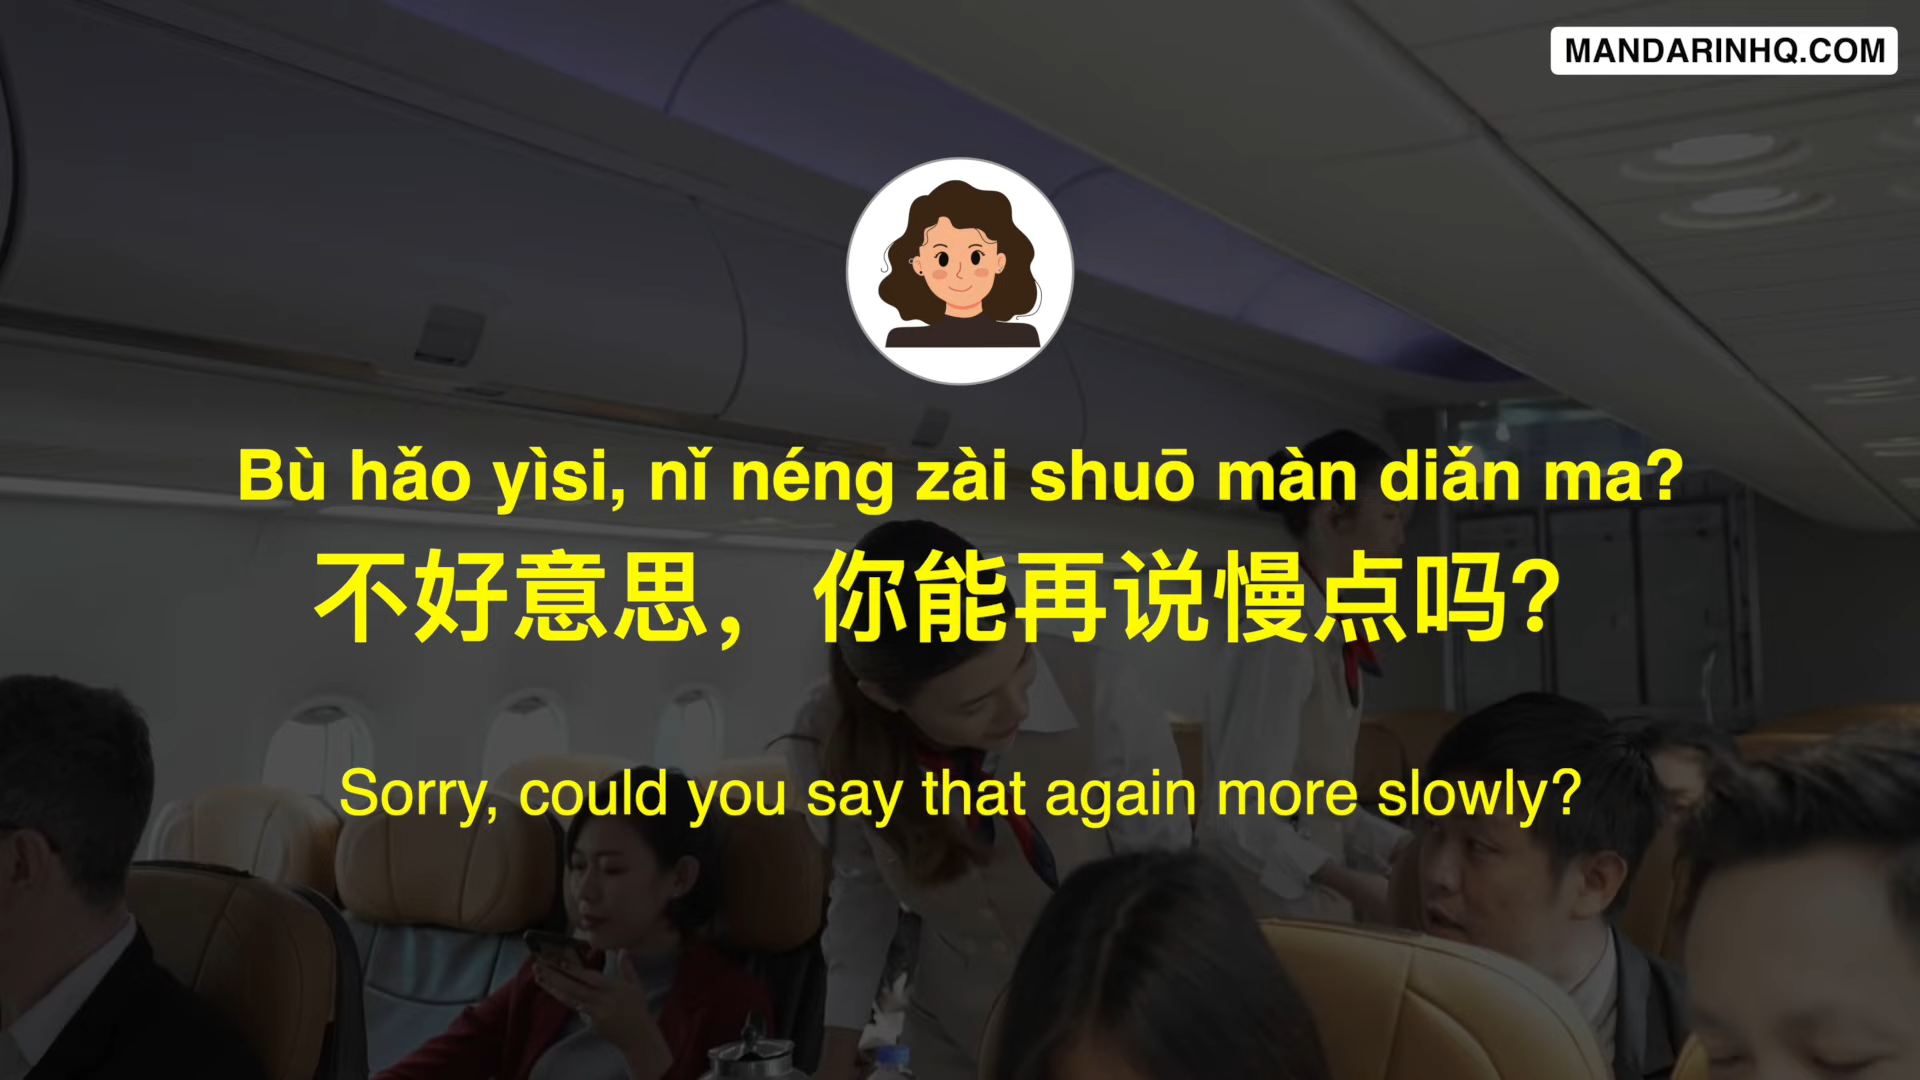 MANDARINHQ.COM
Bù hǎo yìsi, nǐ néng zài shuō màn diǎn ma?
不好意思，你能再说慢点吗？
Sorry, could you say that again more slowly?